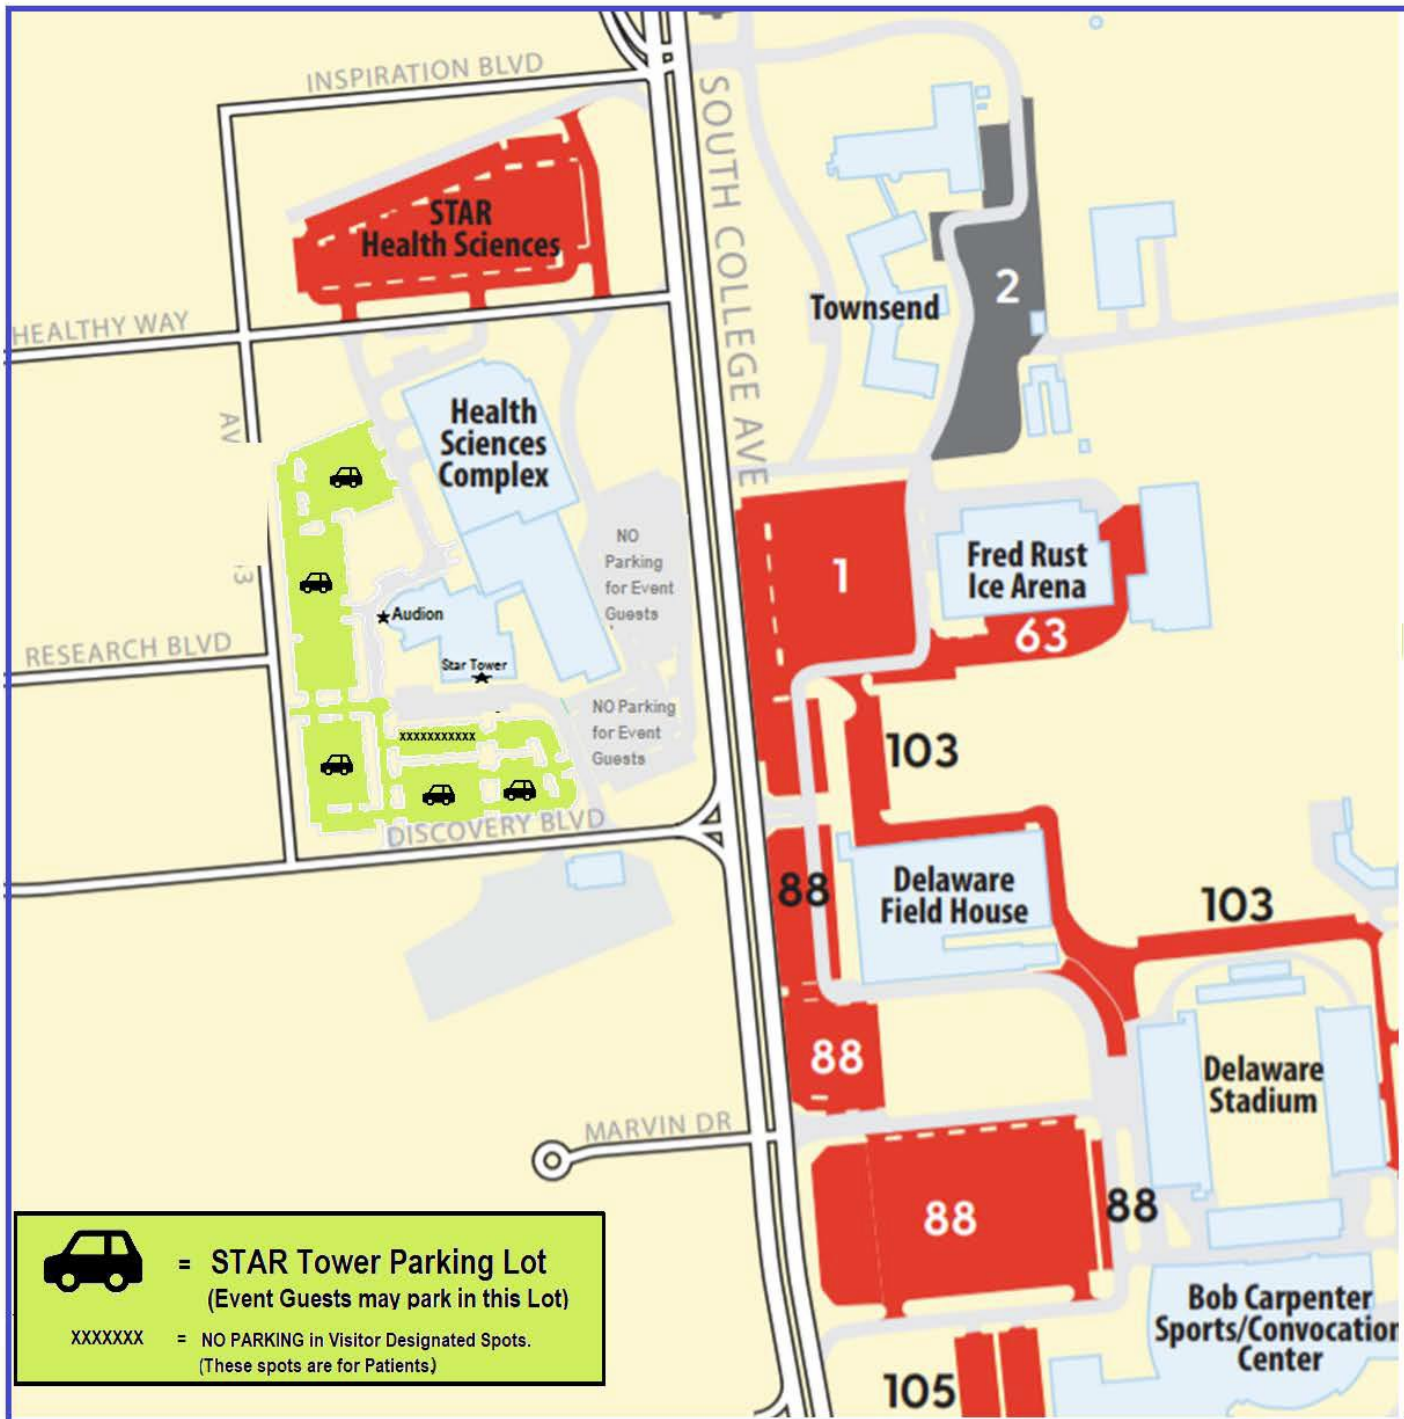 INSPIRATION BLVD
SOUTH COLLEGE AVE
STAR
Health Sciences
2
Townsend
HEALTHY WAY
AV
Health
Sciences
Complex
NO
Parking
for Event
Guests
1
Fred Rust
Ice Arena
63
3
Audion
RESEARCH BLVD
Star Tower
NO Parking
for Event
Guests
xxxxxxxxxxx
103
DISCOVERY BLVD
88
Delaware
Field House
103
88
Delaware
Stadium
MARVIN DR
88
88
Bob Carpenter
Sports/Convocation
Center
105
= STAR Tower Parking Lot
(Event Guests may park in this Lot)
XXXXXXX = NO PARKING in Visitor Designated Spots.
(These spots are for Patients.)